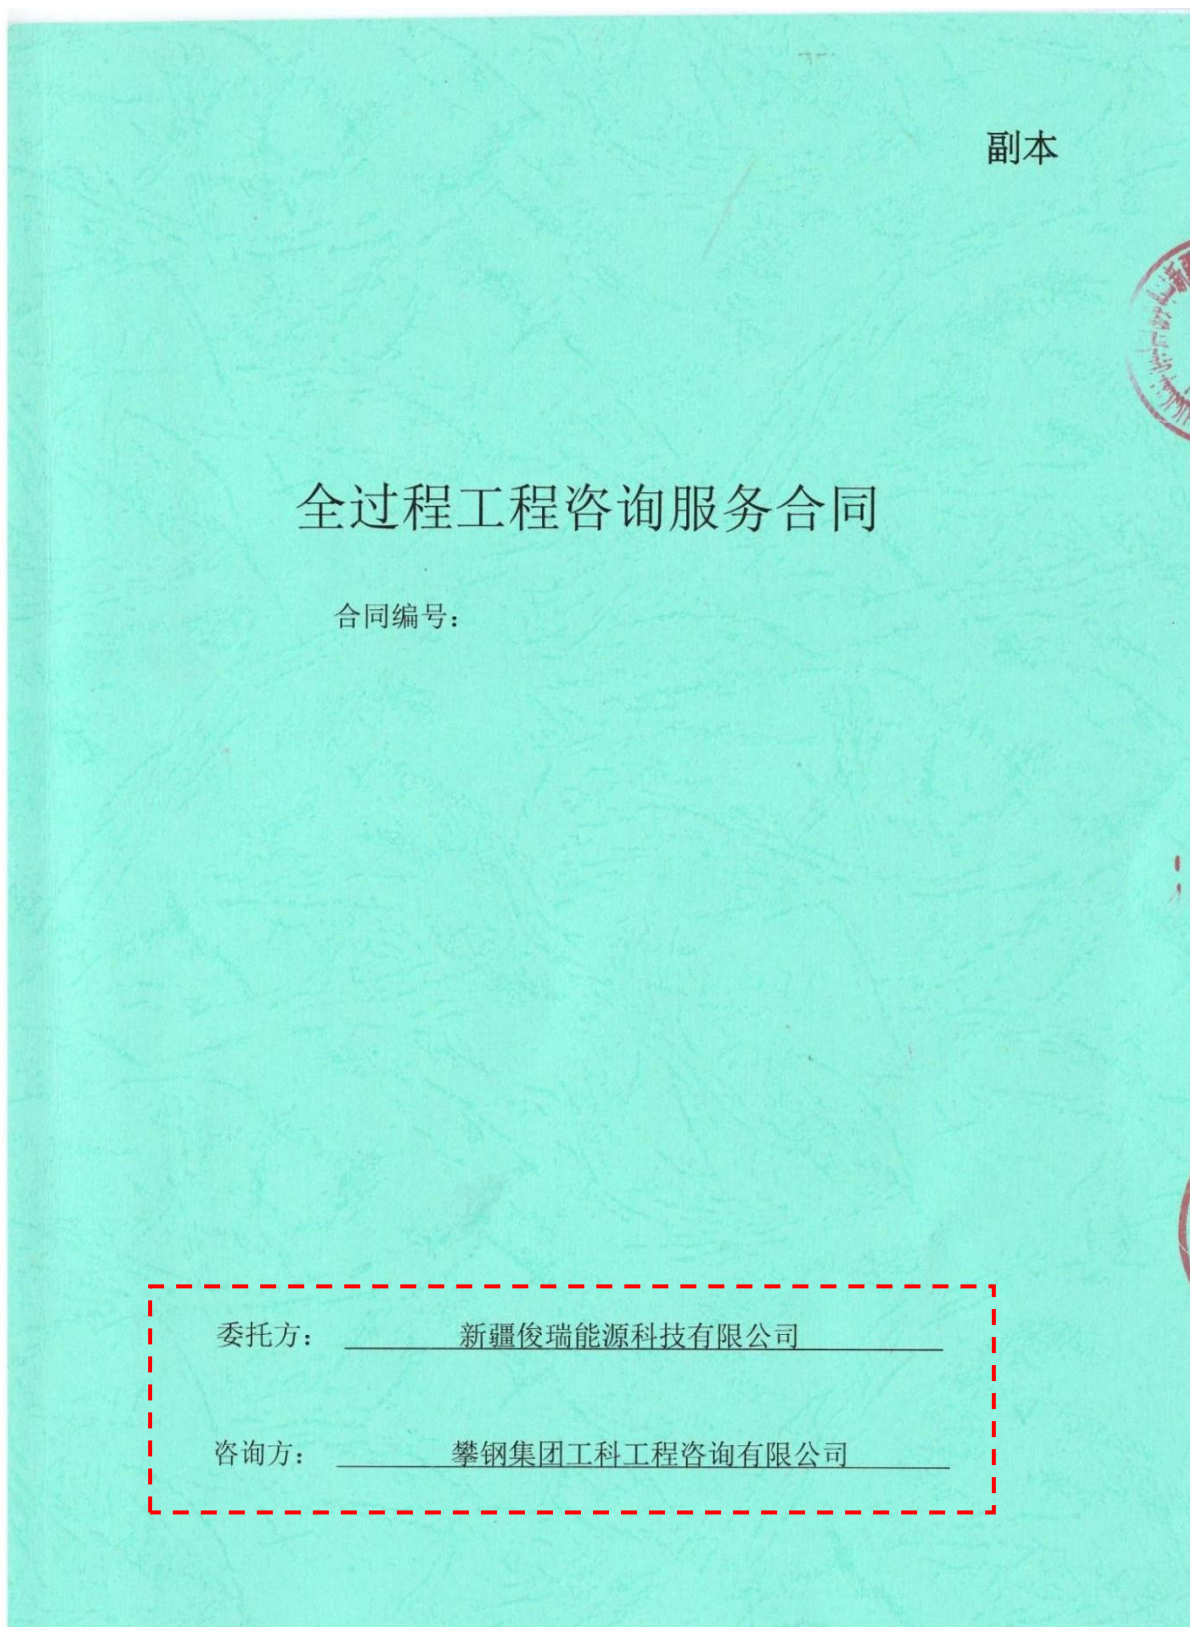 副本
全过程工程咨询服务合同
合同编号：
委托方： 新疆俊瑞能源科技有限公司
咨询方： 攀钢集团工科工程咨询有限公司